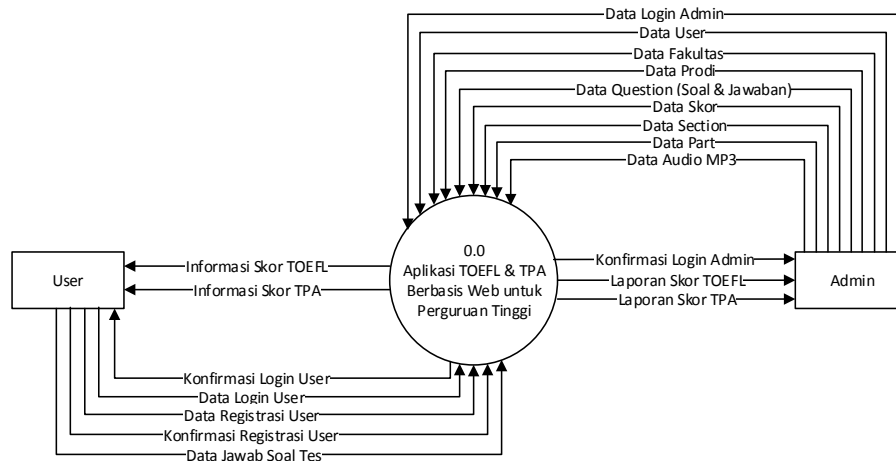 Data Login Admin
Data User
Data Fakultas
Data Prodi
Data Question (Soal & Jawaban)
Data Skor
Data Section
Data Part
Data Audio MP3
0.0
Aplikasi TOEFL & TPA
Berbasis Web untuk
Perguruan Tinggi
User
Informasi Skor TOEFL
Informasi Skor TPA
Konfirmasi Login Admin
Laporan Skor TOEFL
Laporan Skor TPA
Admin
Konfirmasi Login User
Data Login User
Data Registrasi User
Konfirmasi Registrasi User
Data Jawab Soal Tes